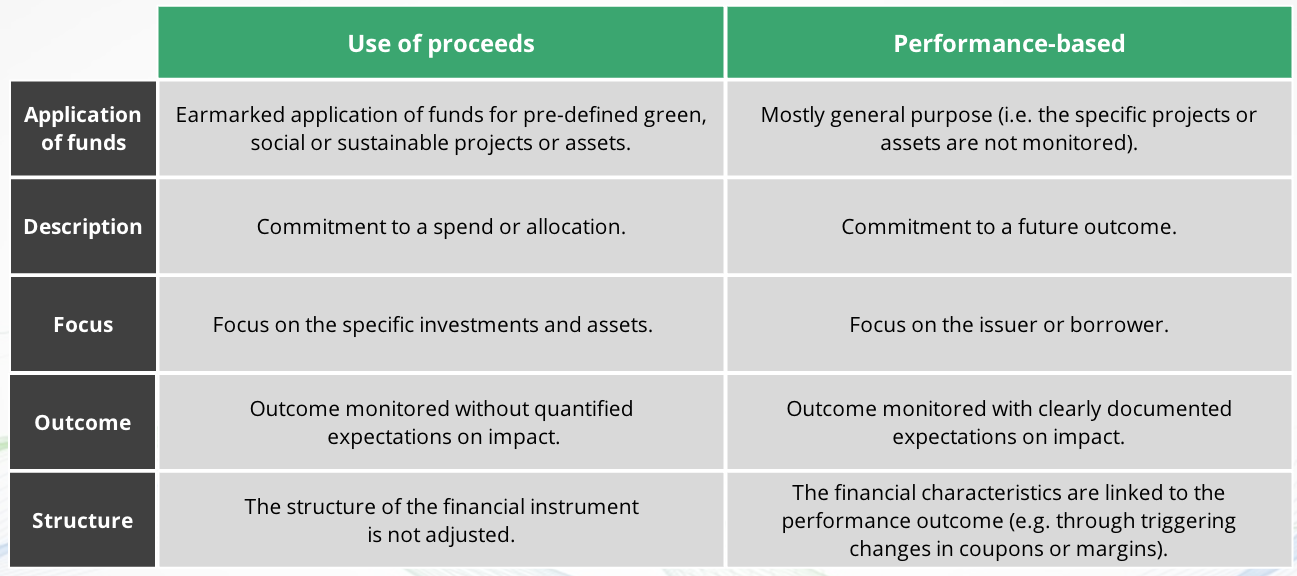 Use of proceeds
Performance-based
Application
of funds
Earmarked application of funds for pre-defined green,
social or sustainable projects or assets.
Mostly general purpose (i.e. the specific projects or
assets are not monitored).
Description
Commitment to a spend or allocation.
Commitment to a future outcome.
Focus
Focus on the specific investments and assets.
Focus on the issuer or borrower.
Outcome
Outcome monitored without quantified
expectations on impact.
Outcome monitored with clearly documented
expectations on impact.
Structure
The structure of the financial instrument
is not adjusted.
The financial characteristics are linked to the
performance outcome (e.g. through triggering
changes in coupons or margins).